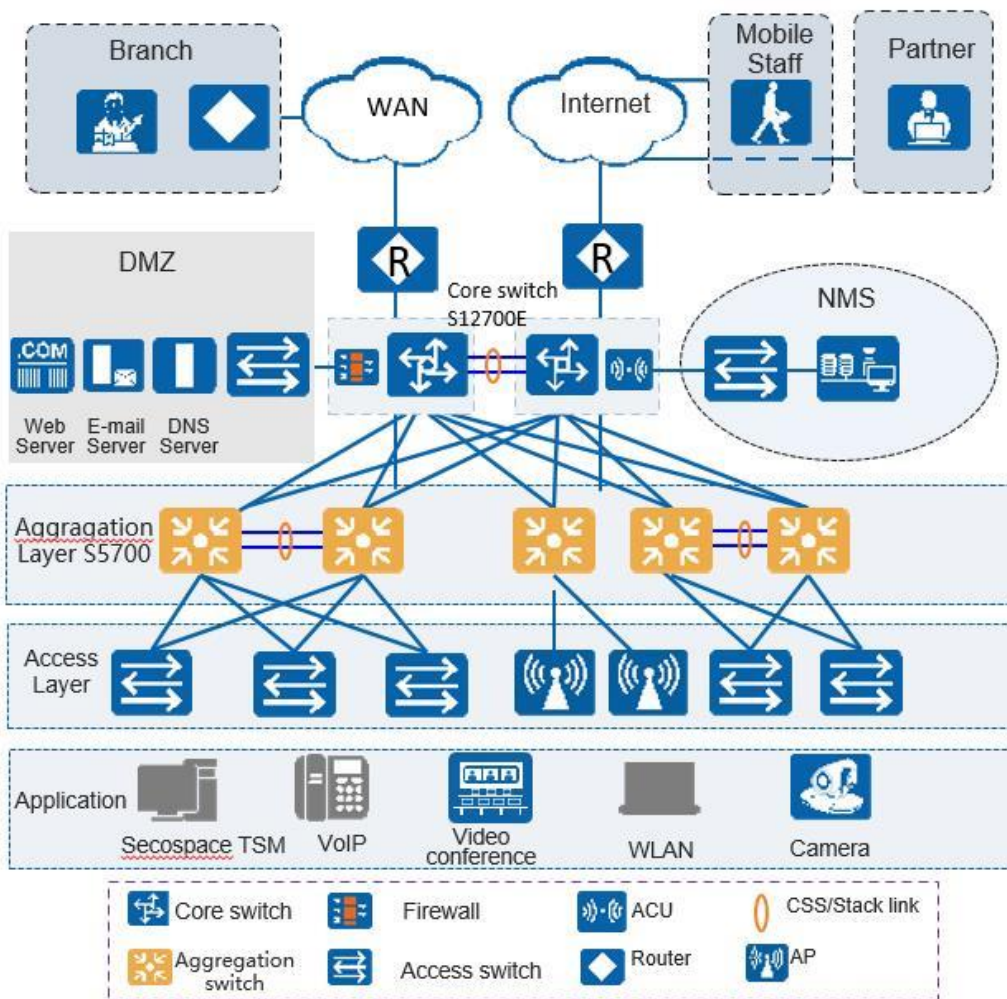 Branch
WAN
Internet
Mobile
Staff
Partner
DMZ
R
R
Core switch
S12700E
NMS
.COM
Web
Server
E-mail
Server
DNS
Server
Aggragation
Layer S5700
Access
Layer
Application
Secospace TSM
VoIP
Video
conference
WLAN
Camera
Core switch
Firewall
ACU
CSS/Stack link
Aggregation
switch
Access switch
Router
AP